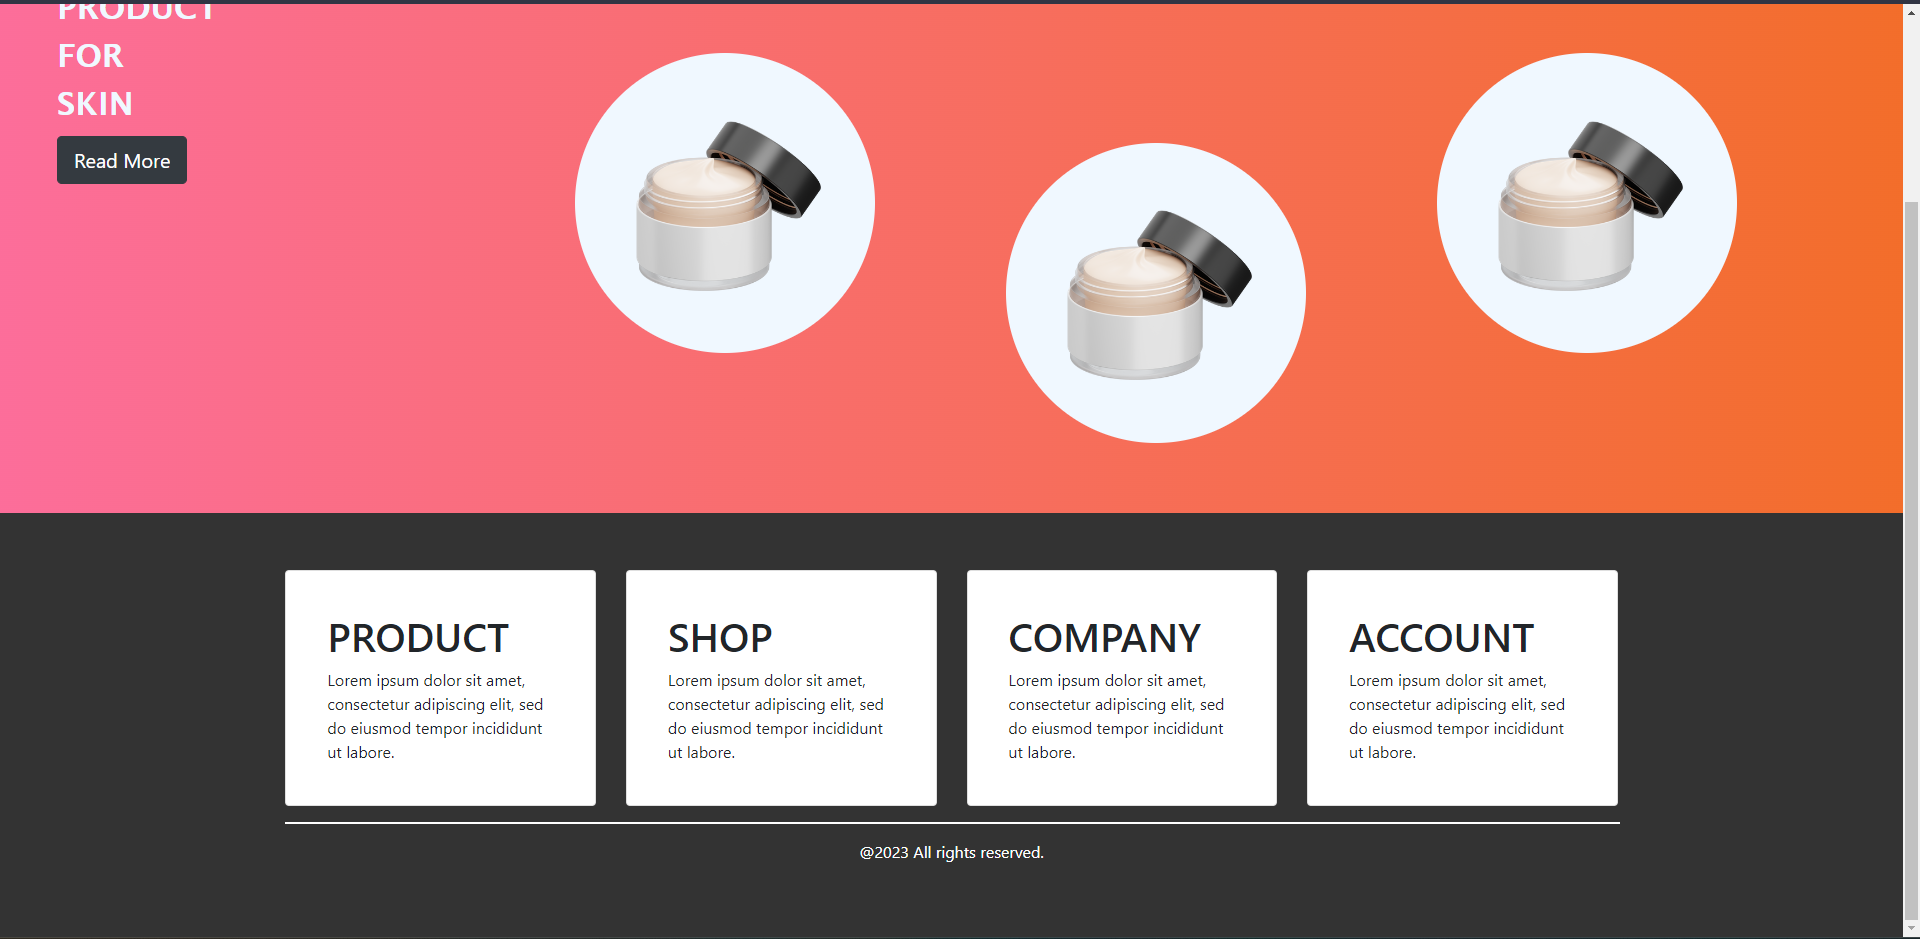 PRODUCT
FOR
SKIN
Read More
PRODUCT
Lorem ipsum dolor sit amet,
consectetur adipiscing elit, sed
do eiusmod tempor incididunt
ut labore.
SHOP
Lorem ipsum dolor sit amet,
consectetur adipiscing elit, sed
do eiusmod tempor incididunt
ut labore.
COMPANY
Lorem ipsum dolor sit amet,
consectetur adipiscing elit, sed
do eiusmod tempor incididunt
ut labore.
ACCOUNT
Lorem ipsum dolor sit amet,
consectetur adipiscing elit, sed
do eiusmod tempor incididunt
ut labore.
@2023 All rights reserved.